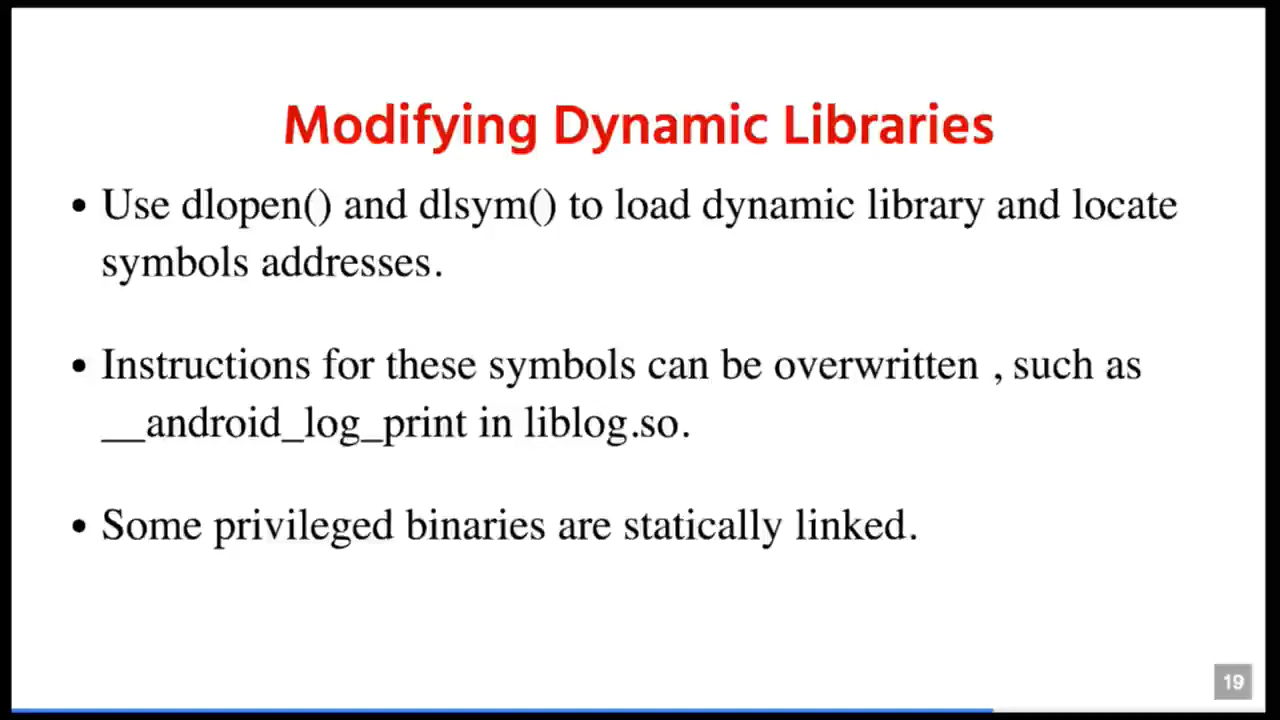 Modifying Dynamic Libraries
• Use dlopen() and dlsym() to load dynamic library and locate
symbols addresses.
• Instructions for these symbols can be overwritten , such as
__android_log_print in liblog.so.
• Some privileged binaries are statically linked.
19